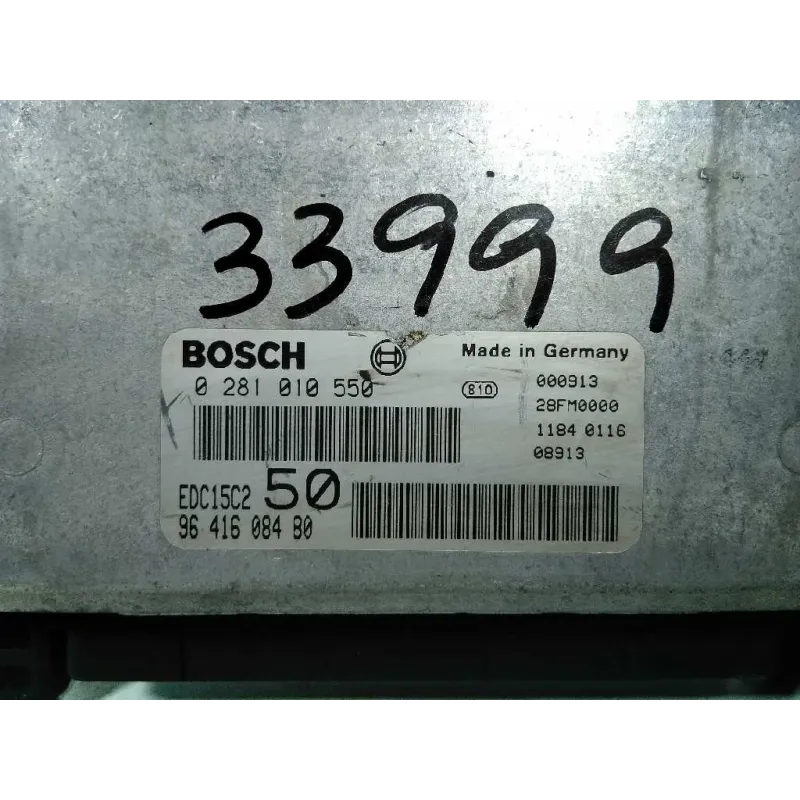 33999
BOSCH
Made in Germany
0 281 010 550
810
000913
28FM0000
1184 0116
08913
EDC15C2 50
96 416 084 80